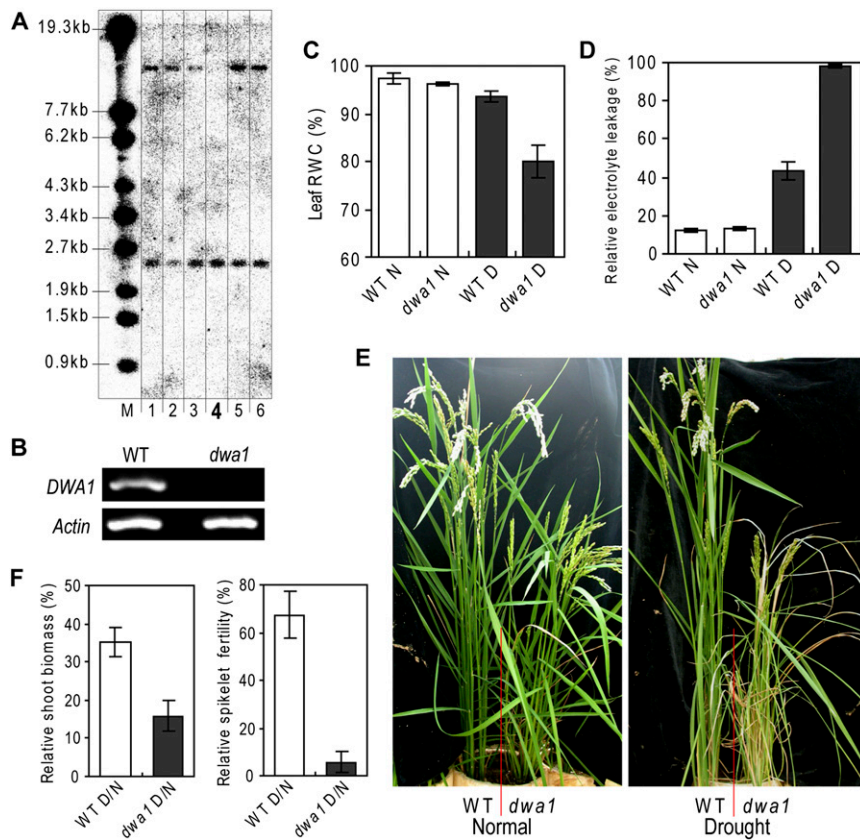 A
19.3kb
7.7kb
6.2kb
4.3kb
3.4kb
2.7kb
1.9kb
1.5kb
0.9kb
M 1 2 3 4 5 6
B
WT dwa1
DWA1
Actin
C
Leaf RWC (%)
100
90
80
70
60
WT N
dwa1 N
WT D
dwa1 D
D
Relative electrolyte leakage (%)
100
80
60
40
20
0
WT N
dwa1 N
WT D
dwa1 D
E
WT dwa1
Normal
WT dwa1
Drought
F
Relative shoot biomass (%)
50
40
30
20
10
0
WT D/N
dwa1 D/N
Relative spikelet fertility (%)
80
60
40
20
0
WT D/N
dwa1 D/N